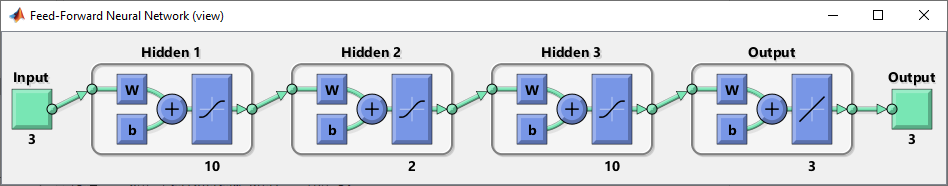 Feed-Forward Neural Network (view)
Hidden 1 Hidden 2 Hidden 3 Output
Input Output
W W W W
b b b b
3 3
10 2 10 3